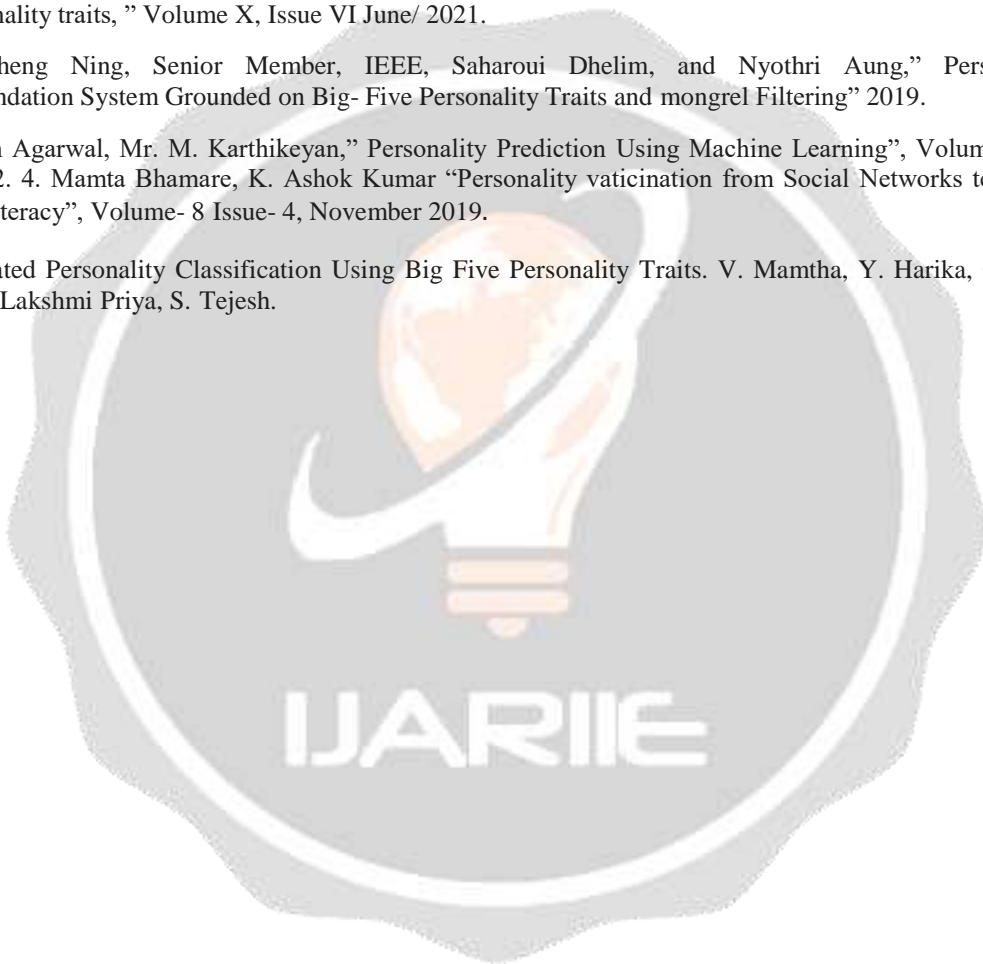 nality traits, ” Volume X, Issue VI June/ 2021.
heng Ning, Senior Member, IEEE, Saharoui Dhelim, and Nyothri Aung,” Pers
ndation System Grounded on Big- Five Personality Traits and mongrel Filtering” 2019.
n Agarwal, Mr. M. Karthikeyan,” Personality Prediction Using Machine Learning”, Volum
2. 4. Mamta Bhamare, K. Ashok Kumar “Personality vaticination from Social Networks to
teracy”, Volume- 8 Issue- 4, November 2019.
ated Personality Classification Using Big Five Personality Traits. V. Mamtha, Y. Harika,
Lakshmi Priya, S. Tejesh.
IJARIIE